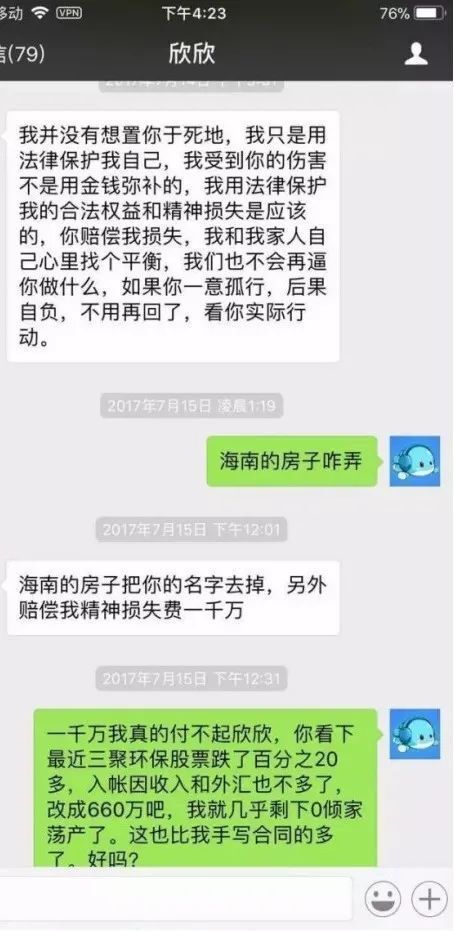 移动 VPN 下午4:23 76%
信(79) 欣欣
我并没有想置你于死地，我只是用
法律保护我自己，我受到你的伤害
不是用金钱弥补的，我用法律保护
我的合法权益和精神损失是应该
的，你赔偿我损失，我和我家人自
己心里找个平衡，我们也不会再逼
你做什么，如果你一意孤行，后果
自负，不用再回了，看你实际行
动。
2017年7月15日 凌晨1:19
海南的房子咋弄
2017年7月15日 下午12:01
海南的房子把你的名字去掉，另外
赔偿我精神损失费一千万
2017年7月15日 下午12:31
一千万我真的付不起欣欣，你看下
最近三聚环保股票跌了百分之20
多，入帐因收入和外汇也不多了，
改成660万吧，我就几乎剩下0倾家
荡产了。这也比我手写合同的多
了。好吗？